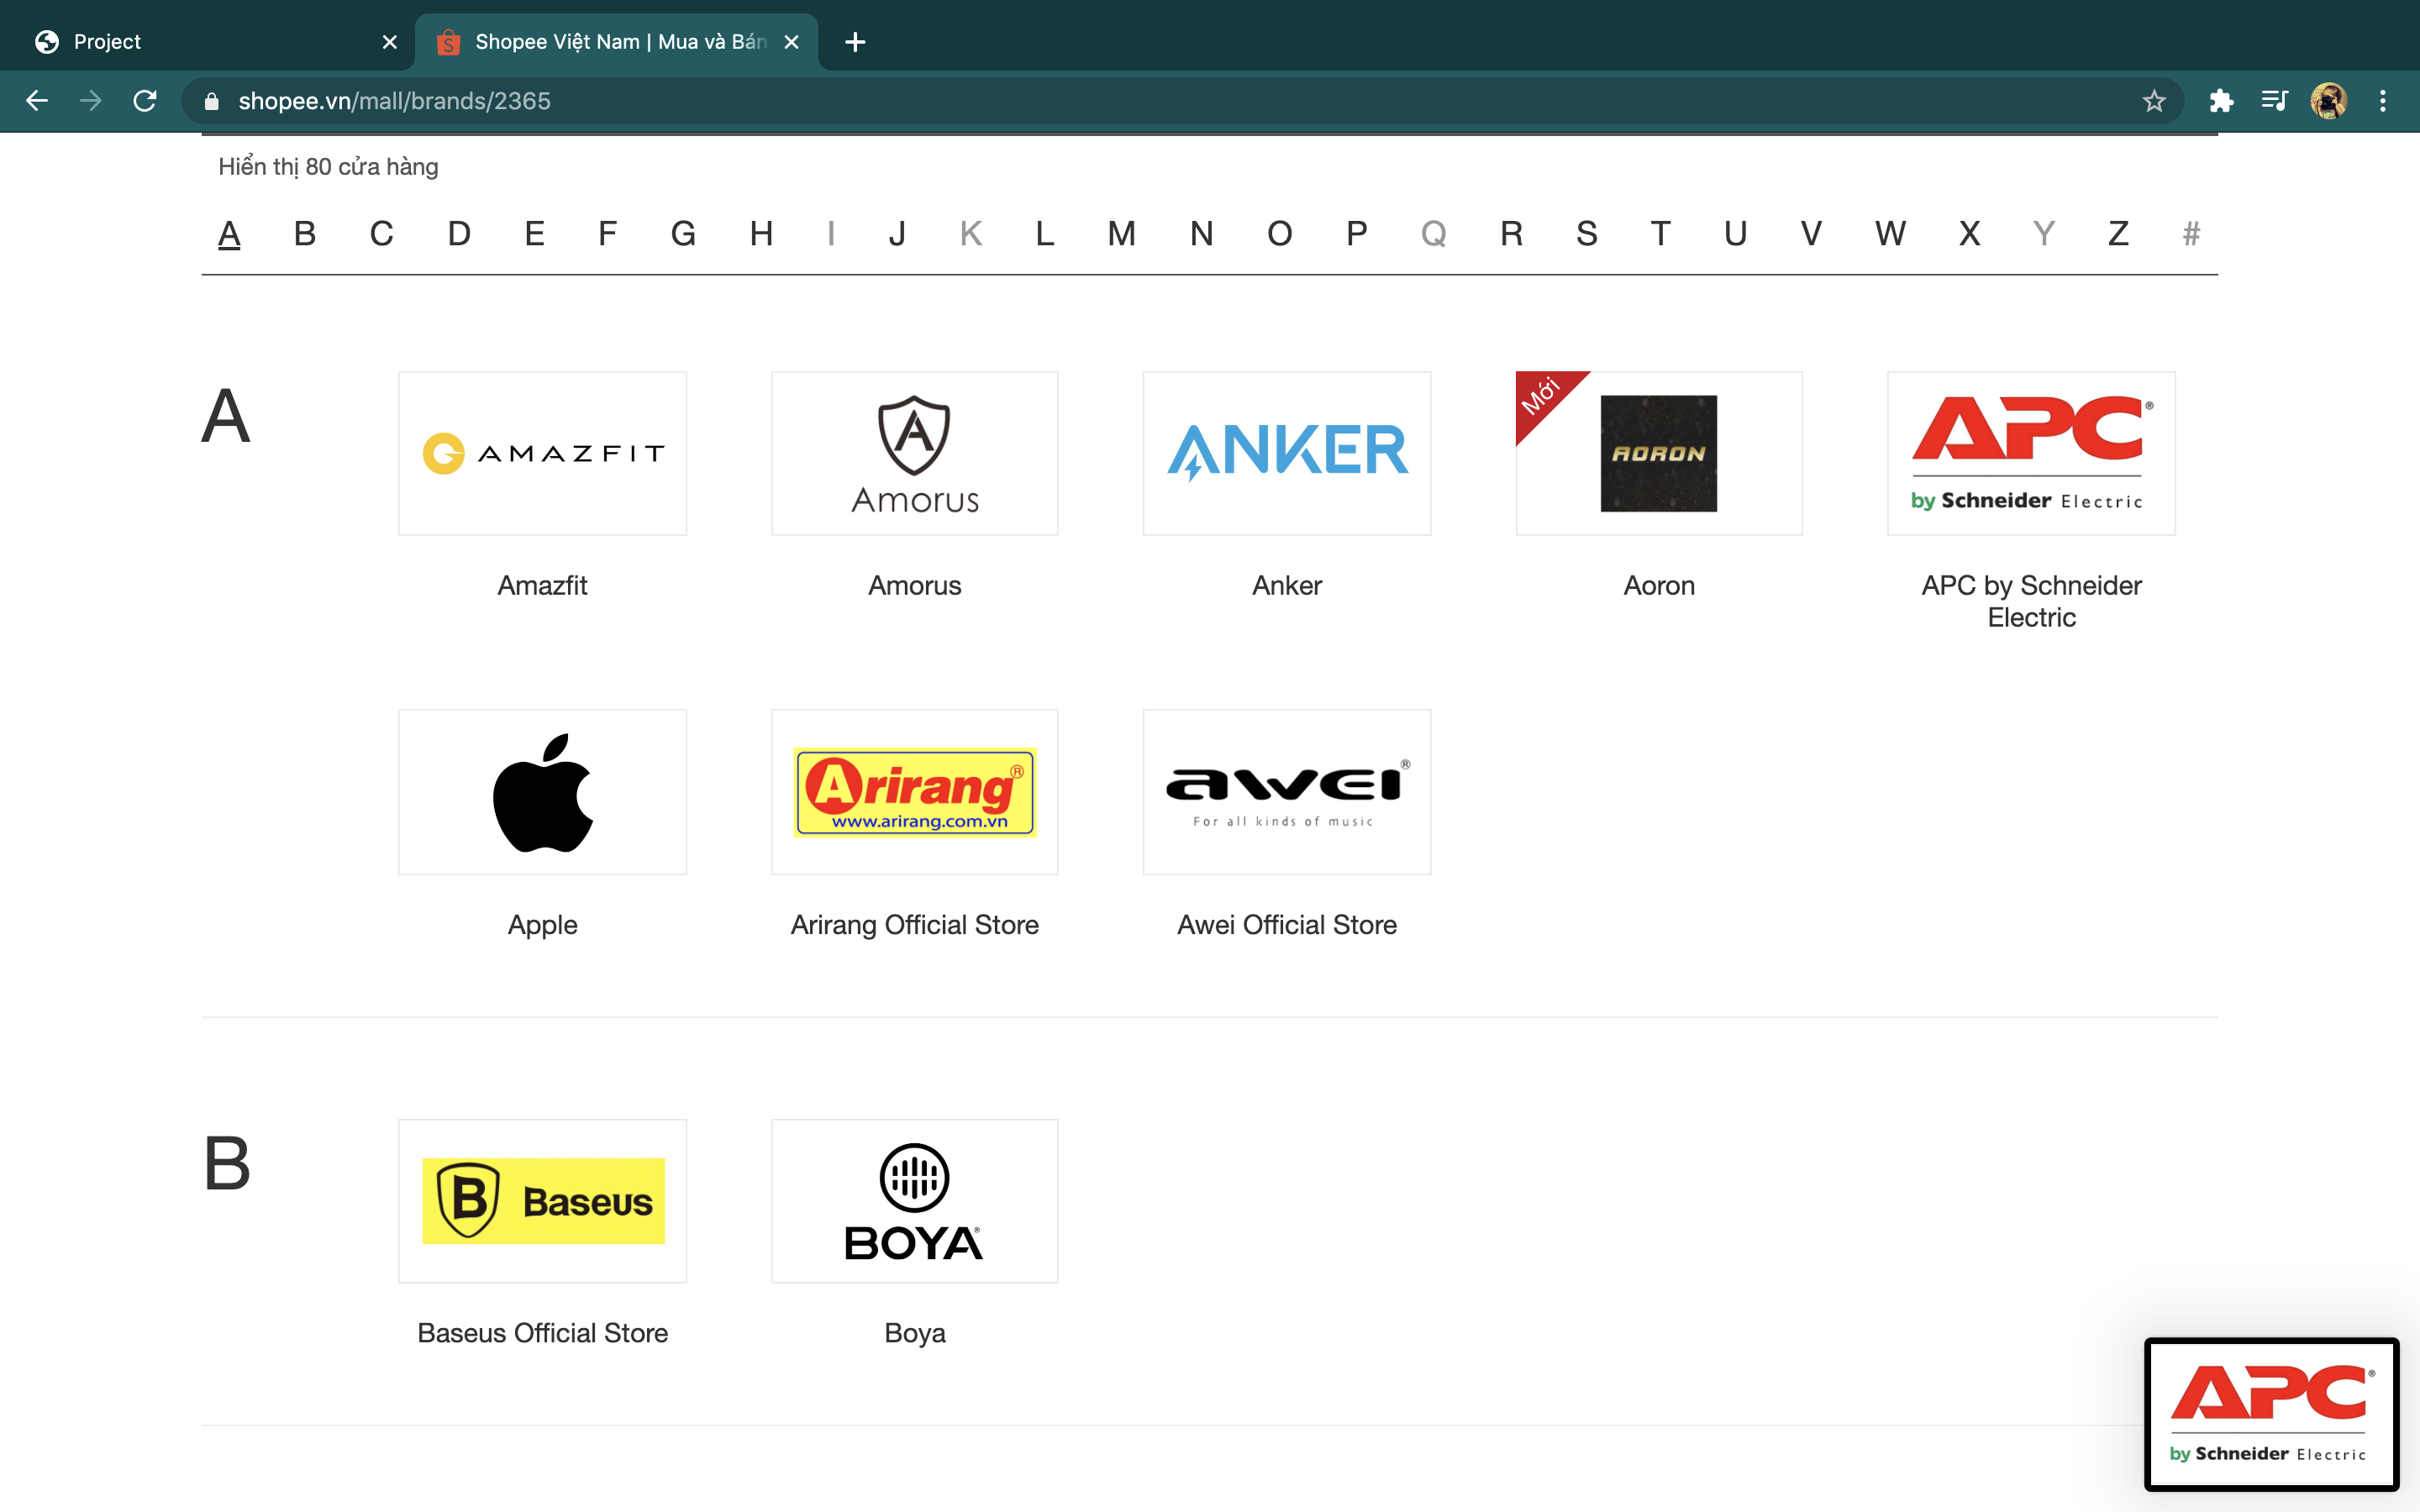 Project
Shopee Việt Nam | Mua và Bán
shopee.vn/mall/brands/2365
Hiển thị 80 cửa hàng
A B C D E F G H I J K L M N O P Q R S T U V W X Y Z #
A
AMAZFIT
Amazfit
A
Amorus
Amorus
ANKER
Anker
Mới
AORON
Aoron
APC®
by Schneider Electric
APC by Schneider
Electric
Apple
Arirang®
www.arirang.com.vn
Arirang Official Store
awei®
For all kinds of music
Awei Official Store
B
B Baseus
Baseus Official Store
BOYA
Boya
APC®
by Schneider Electric